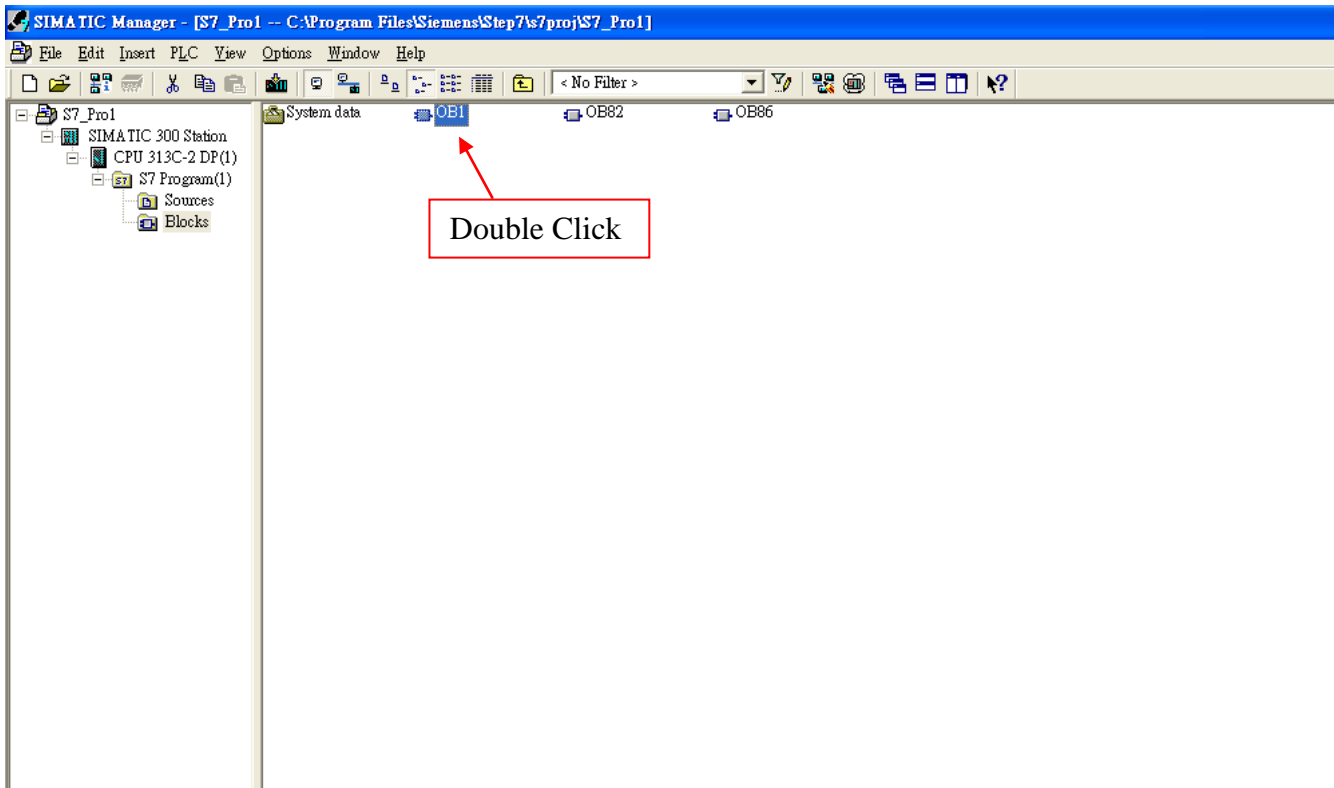 SIMATIC Manager - [S7_Pro1 -- C:\Program Files\Siemens\Step7\s7proj\S7_Pro1]
File Edit Insert PLC View Options Window Help
< No Filter >
S7_Pro1
SIMATIC 300 Station
CPU 313C-2 DP(1)
S7 Program(1)
Sources
Blocks
System data OB1 OB82 OB86
Double Click